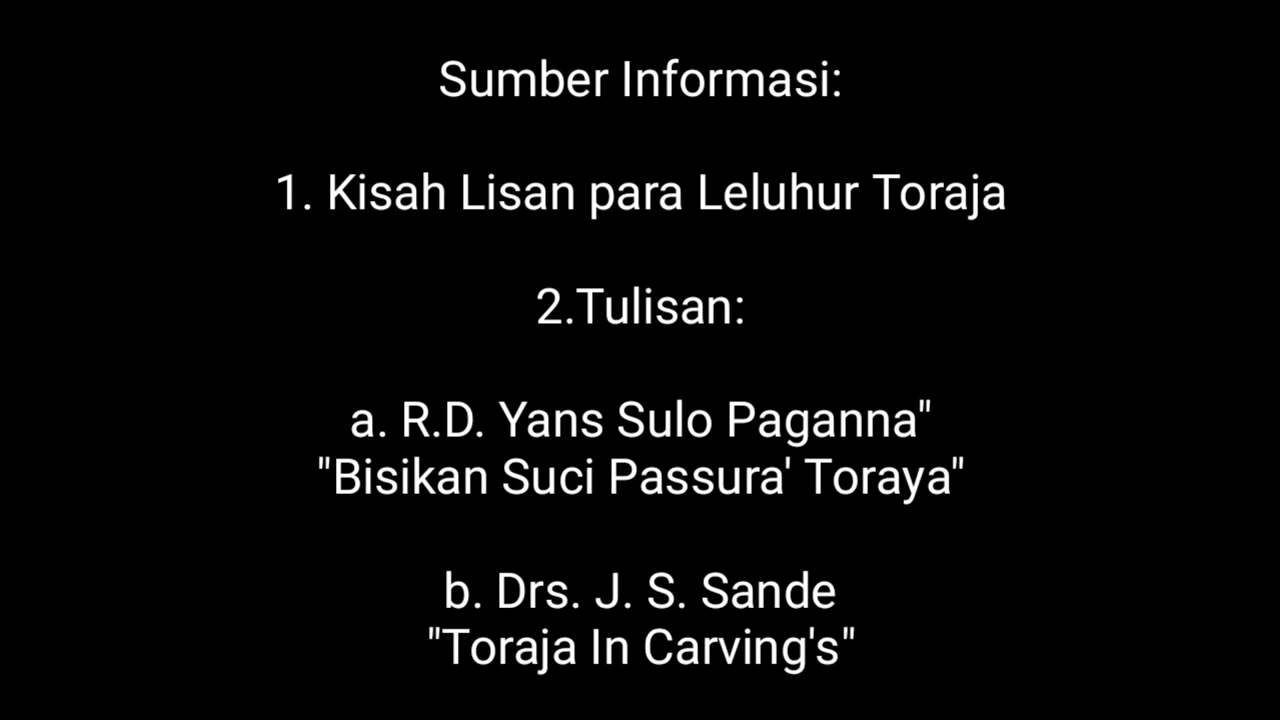 Sumber Informasi:
1. Kisah Lisan para Leluhur Toraja
2.Tulisan:
a. R.D. Yans Sulo Paganna"
"Bisikan Suci Passura' Toraya"
b. Drs. J. S. Sande
"Toraja In Carving's"